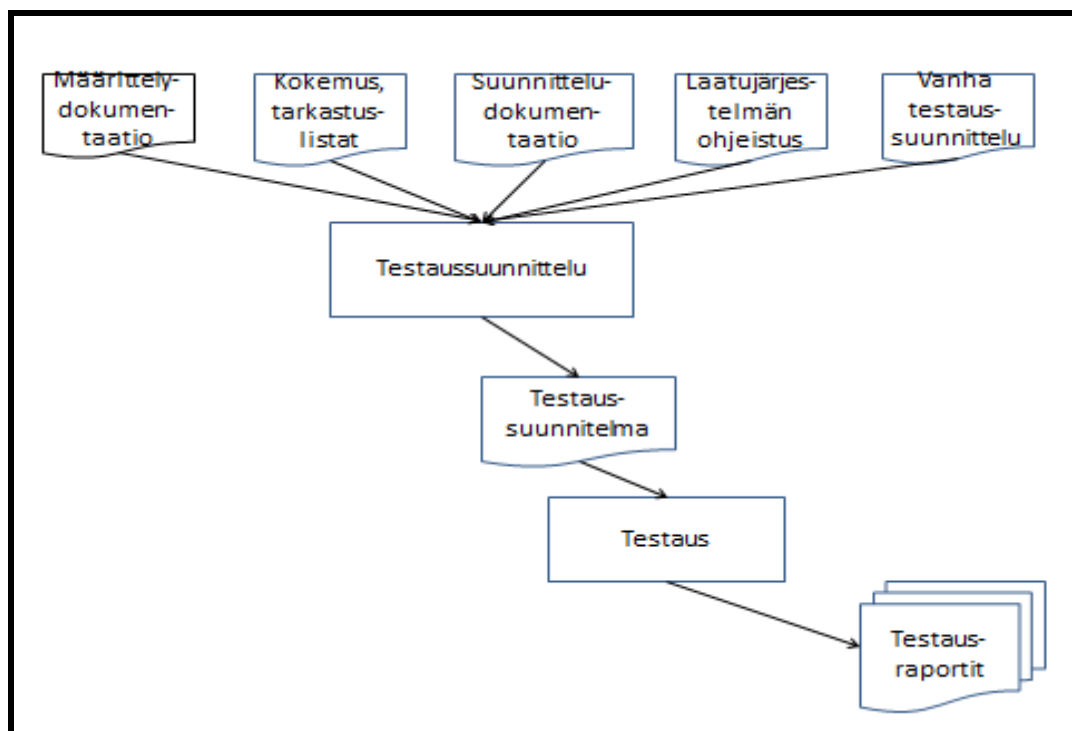 Määrittely-
dokumen-
taatio
Kokemus,
tarkastus-
listat
Suunnittelu-
dokumen-
taatio
Laatujärjes-
telmän
ohjeistus
Vanha
testaus-
suunnittelu
Testaussuunnittelu
Testaus-
suunnitelma
Testaus
Testaus-
raportit